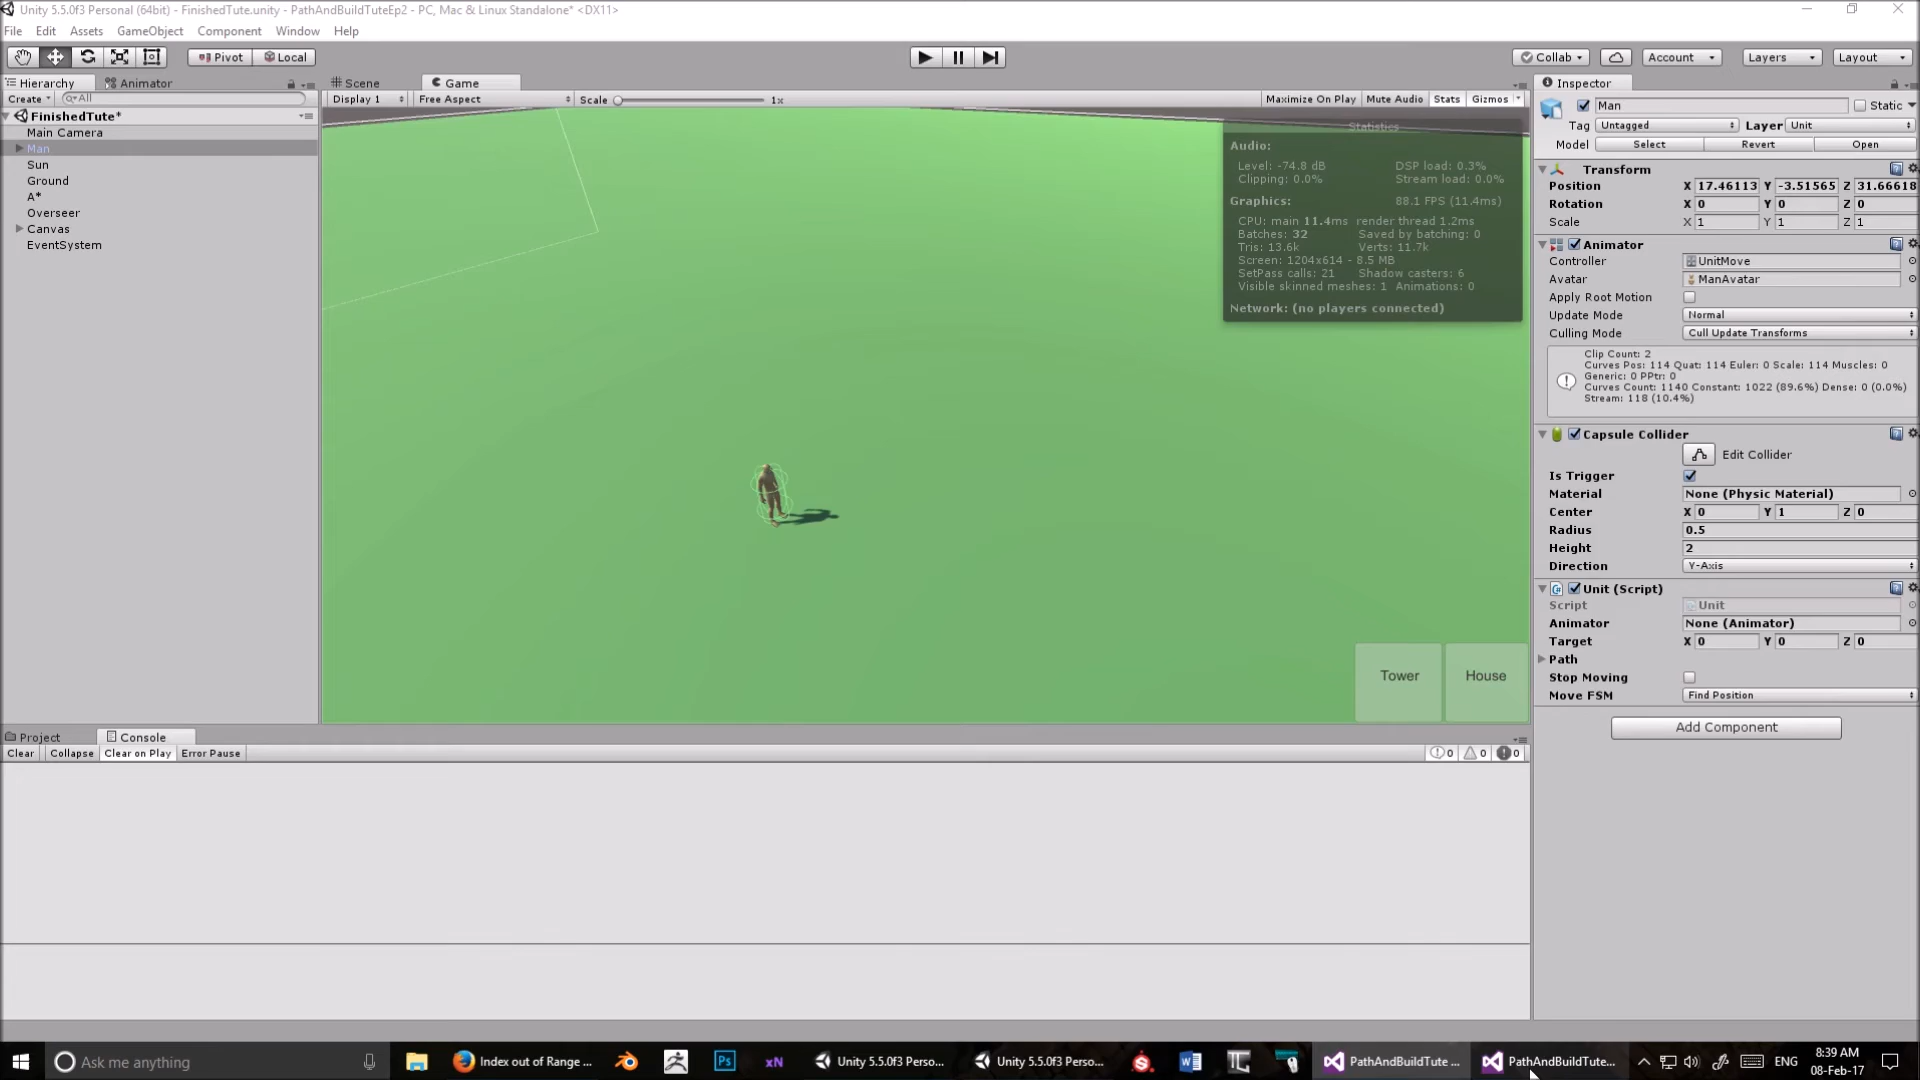 Unity 5.5.0f3 Personal (64bit) - FinishedTute.unity - PathAndBuildTuteEp2 - PC, Mac & Linux Standalone* <DX11>
File Edit Assets GameObject Component Window Help
Pivot Local Collab Account Layers Layout
Hierarchy Animator
Create All
FinishedTute*
Main Camera
Man
Sun
Ground
A*
Overseer
Canvas
EventSystem
Scene Game
Display 1 Free Aspect Scale 1x Maximize On Play Mute Audio Stats Gizmos
Statistics
Audio:
Level: -74.8 dB DSP load: 0.3%
Clipping: 0.0% Stream load: 0.0%
Graphics: 88.1 FPS (11.4ms)
CPU: main 11.4ms render thread 1.2ms
Batches: 32 Saved by batching: 0
Tris: 13.6k Verts: 11.7k
Screen: 1204x614 - 8.5 MB
SetPass calls: 21 Shadow casters: 6
Visible skinned meshes: 1 Animations: 0
Network: (no players connected)
Tower House
Inspector
Man Static
Tag Untagged Layer Unit
Model Select Revert Open
Transform
Position X 17.46113 Y -3.51565 Z 31.66618
Rotation X 0 Y 0 Z 0
Scale X 1 Y 1 Z 1
Animator
Controller UnitMove
Avatar ManAvatar
Apply Root Motion
Update Mode Normal
Culling Mode Cull Update Transforms
Clip Count: 2
Curves Pos: 114 Quat: 114 Euler: 0 Scale: 114 Muscles: 0
Generic: 0 PPtr: 0
Curves Count: 1140 Constant: 1022 (89.6%) Dense: 0 (0.0%)
Stream: 118 (10.4%)
Capsule Collider
Edit Collider
Is Trigger
Material None (Physic Material)
Center X 0 Y 1 Z 0
Radius 0.5
Height 2
Direction Y-Axis
Unit (Script)
Script Unit
Animator None (Animator)
Target X 0 Y 0 Z 0
Path
Stop Moving
Move FSM Find Position
Add Component
Project Console
Clear Collapse Clear on Play Error Pause 0 0 0
Ask me anything Index out of Range ... Ps xN Unity 5.5.0f3 Perso... Unity 5.5.0f3 Perso... PathAndBuildTute ... PathAndBuildTute... ENG
8:39 AM
08-Feb-17